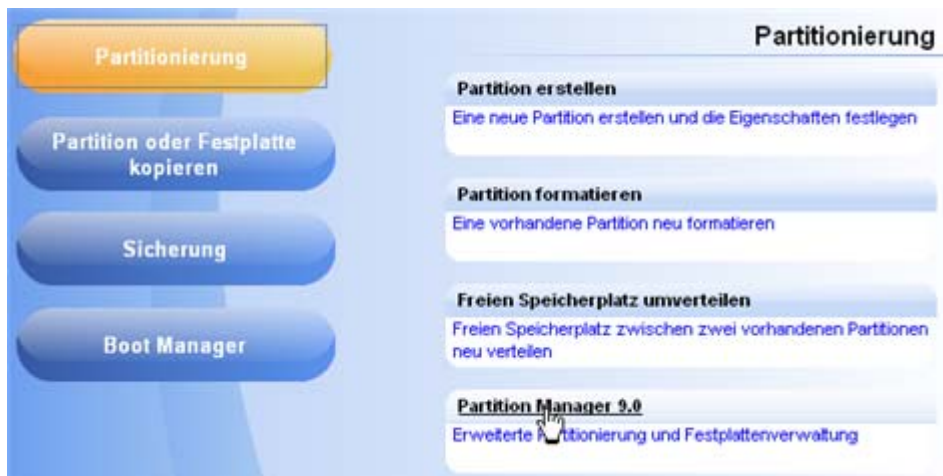 Partitionierung
Partition oder Festplatte
kopieren
Sicherung
Boot Manager
Partitionierung
Partition erstellen
Eine neue Partition erstellen und die Eigenschaften festlegen
Partition formatieren
Eine vorhandene Partition neu formatieren
Freien Speicherplatz umverteilen
Freien Speicherplatz zwischen zwei vorhandenen Partitionen
neu verteilen
Partition Manager 9.0
Erweiterte Partitionierung und Festplattenverwaltung